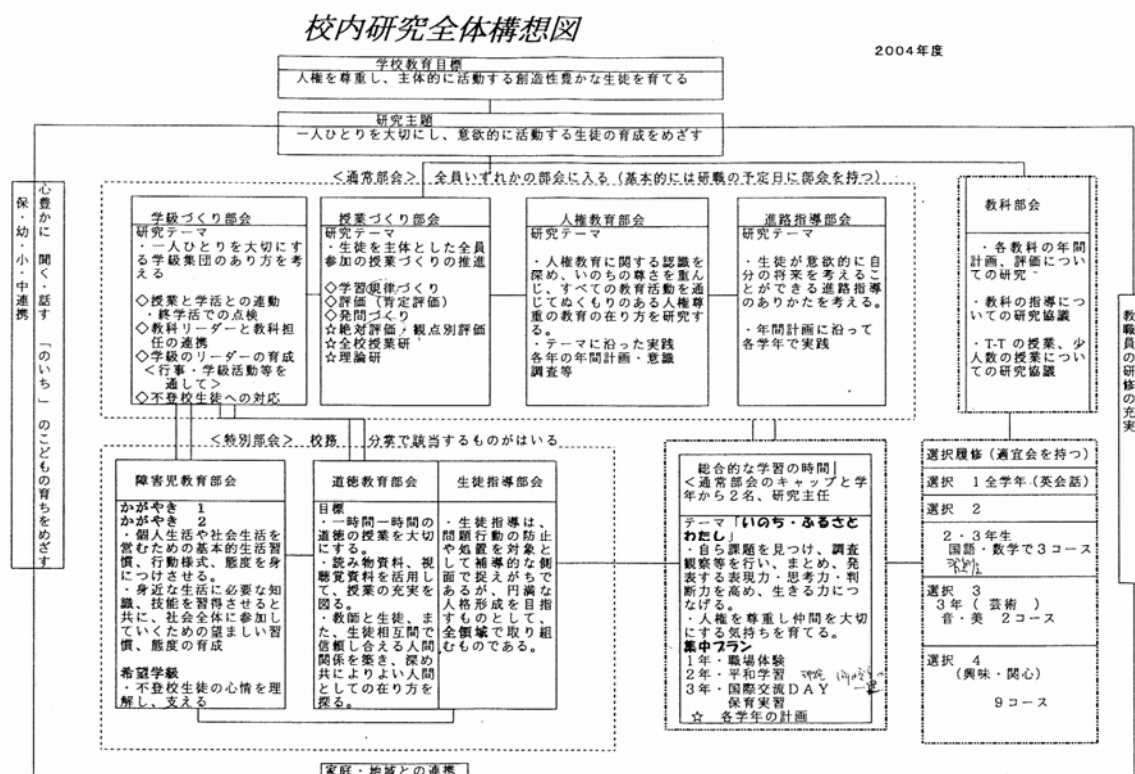 校内研究全体構想図
2004年度
学校教育目標
人権を尊重し、主体的に活動する創造性豊かな生徒を育てる
研究主題
一人ひとりを大切にし、意欲的に活動する生徒の育成をめざす
心豊かに 聞く・話す 「のいち」 のこどもの育ちをめざす
保・幼・小・中連携
<通常部会> 全員いずれかの部会に入る(基本的には研職の予定日に部会を持つ)
学級づくり部会
研究テーマ
・一人ひとりを大切にす
る学級集団のあり方を考
える
◇授業と学活との連動
・終学活での点検
◇教科リーダーと教科担
任の連携
◇学級のリーダーの育成
<行事・学級活動等を
通して>
◇不登校生徒への対応
授業づくり部会
研究テーマ
・生徒を主体とした全員
参加の授業づくりの推進
◇学習規律づくり
◇評価(肯定評価)
◇発問づくり
☆絶対評価/観点別評価
☆全校授業研
☆理論研
人権教育部会
研究テーマ
・人権教育に関する認識を
深め、いのちの尊さを重ん
じ、すべての教育活動を通
じてぬくもりのある人権尊
重の教育の在り方を研究す
る。
・テーマに沿った実践
各年の年間計画・意識
調査等
進路指導部会
研究テーマ
・生徒が意欲的に自
分の将来を考えるこ
とができる進路指導
のありかたを考える。
・年間計画に沿って
各学年で実践
教科部会
・各教科の年間
計画、評価につい
ての研究
・教科の指導につ
いての研究協議
・T-Tの授業、少
人数の授業につい
ての研究協議
教職員の研修の充実
<特別部会> 校務 分掌で該当するものがはいる
障害児教育部会
かがやき 1
かがやき 2
・個人生活や社会生活を
営むための基本的生活習
慣、行動様式、態度を身
につけさせる。
・身近な生活に必要な知
識、技能を習得させると
共に、社会全体に参加し
ていくための望ましい習
慣、態度の育成
希望学級
・不登校生徒の心情を理
解し、支える
道徳教育部会
目標
・一時間一時間の
道徳の授業を大切
にする。
・読み物資料、視
聴覚資料を活用し
て、授業の充実を
図る。
・教師と生徒、ま
た、生徒相互間で
信頼し合える人間
関係を築き、深め
共によりよい人間
としての在り方を
探る。
生徒指導部会
・生徒指導は、
問題行動の防止
や処置を対象と
して補導的な側
面で捉えがちで
あるが、円満な
人格形成を目指
すものとして、
全領域で取り組
むものである。
総合的な学習の時間
<通常部会のキャップと学
年から2名、研究主任
テーマ「いのち・ふるさと
わたし」
・自ら課題を見つけ、調査
観察等を行い、まとめ、発
表する表現力・思考力・判
断力を高め、生きる力につ
なげる。
・人権を尊重し仲間を大切
にする気持ちを育てる。
集中プラン
1年・職場体験
2年・平和学習
3年・国際交流DAY
保育実習
☆ 各学年の計画
選択履修(適宜会を持つ)
選択 1全学年(英会話)
選択 2
2・3年生
国語・数学で3コース
選択 3
3年(芸術 )
音・美 2コース
選択 4
(興味・関心)
9コース
家庭・地域との連携